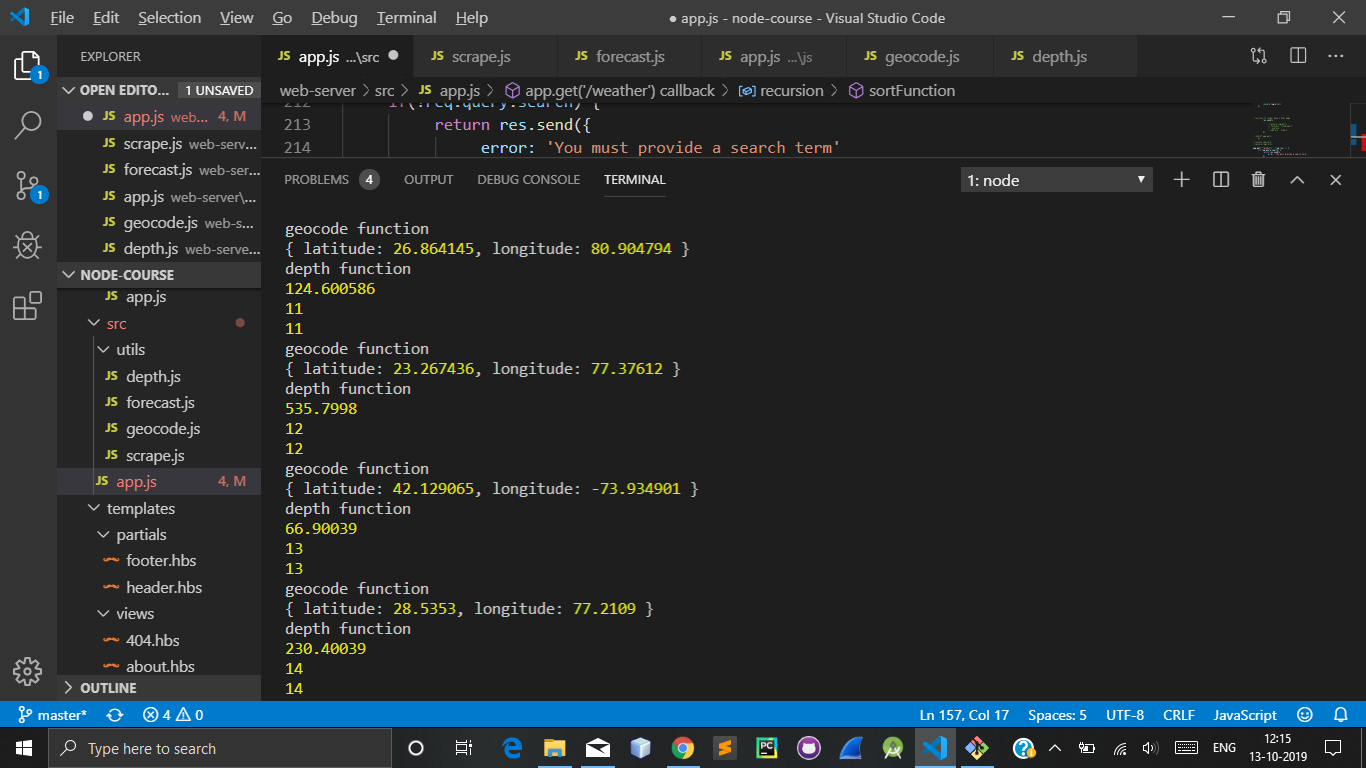 File Edit Selection View Go Debug Terminal Help
● app.js - node-course - Visual Studio Code
EXPLORER
JS app.js ...\src ●
JS scrape.js
JS forecast.js
JS app.js ...\js
JS geocode.js
JS depth.js
1
OPEN EDITO... 1 UNSAVED
● JS app.js web... 4, M
JS scrape.js web-serv...
JS forecast.js web-ser...
JS app.js web-server\...
JS geocode.js web-s...
JS depth.js web-serve...
1
NODE-COURSE
JS app.js
src
utils
JS depth.js
JS forecast.js
JS geocode.js
JS scrape.js
JS app.js 4, M
templates
partials
footer.hbs
header.hbs
views
404.hbs
about.hbs
OUTLINE
web-server > src > JS app.js > app.get('/weather') callback > recursion > sortFunction
212 if(!req.query.search) {
213 return res.send({
214 error: 'You must provide a search term'
PROBLEMS 4 OUTPUT DEBUG CONSOLE TERMINAL
1: node
geocode function
{ latitude: 26.864145, longitude: 80.904794 }
depth function
124.600586
11
11
geocode function
{ latitude: 23.267436, longitude: 77.37612 }
depth function
535.7998
12
12
geocode function
{ latitude: 42.129065, longitude: -73.934901 }
depth function
66.90039
13
13
geocode function
{ latitude: 28.5353, longitude: 77.2109 }
depth function
230.40039
14
14
master* 4 0
Ln 157, Col 17 Spaces: 5 UTF-8 CRLF JavaScript
Type here to search
PC
ENG
12:15
13-10-2019